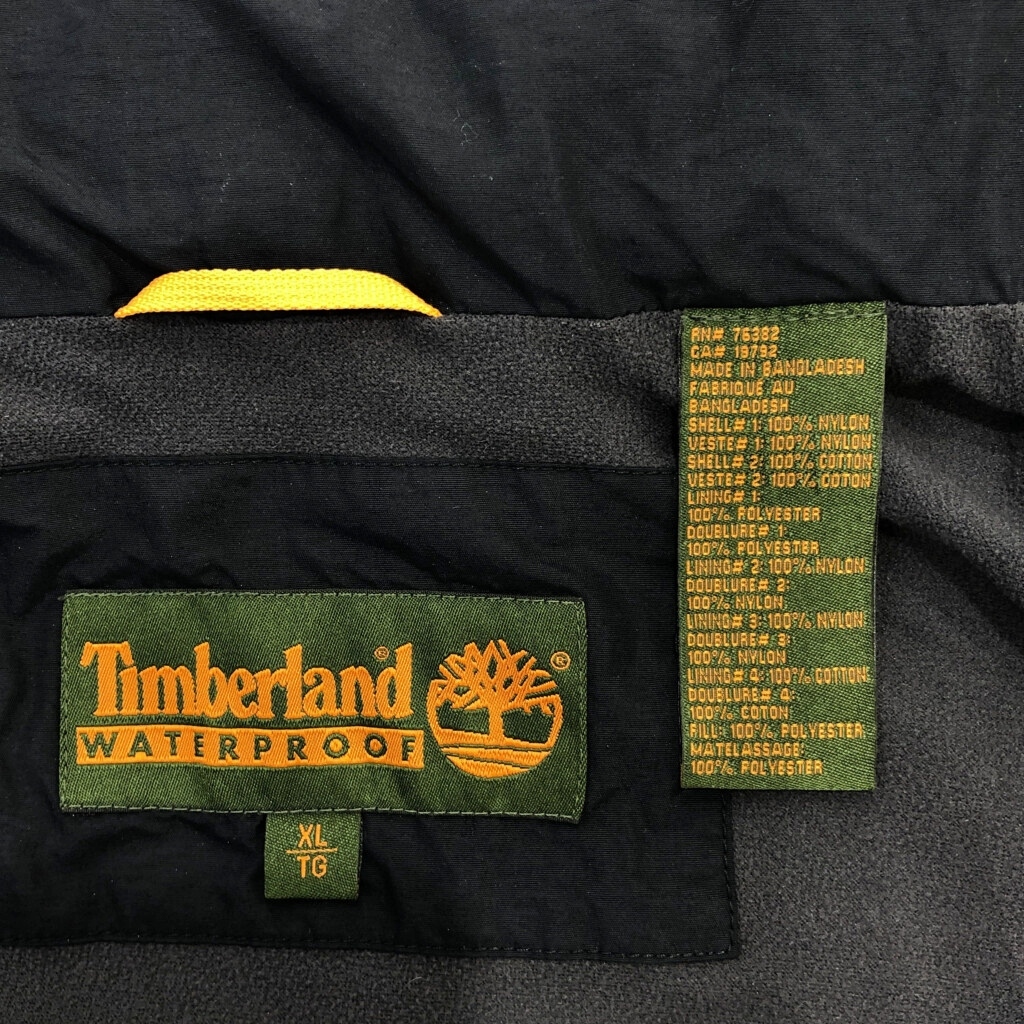 Timberland®
WATERPROOF
®
XL
TG
RN# 76382
CA# 19792
MADE IN BANGLADESH
FABRIQUE AU
BANGLADESH
SHELL# 1: 100% NYLON
VESTE# 1: 100% NYLON
SHELL# 2: 100% COTTON
VESTE# 2: 100% COTON
LINING# 1:
100% POLYESTER
DOUBLURE# 1:
100% POLYESTER
LINING# 2: 100% NYLON
DOUBLURE# 2:
100% NYLON
LINING# 3: 100% NYLON
DOUBLURE# 3:
100% NYLON
LINING# 4: 100% COTTON
DOUBLURE# 4:
100% COTON
FILL: 100% POLYESTER
MATELASSAGE:
100% POLYESTER